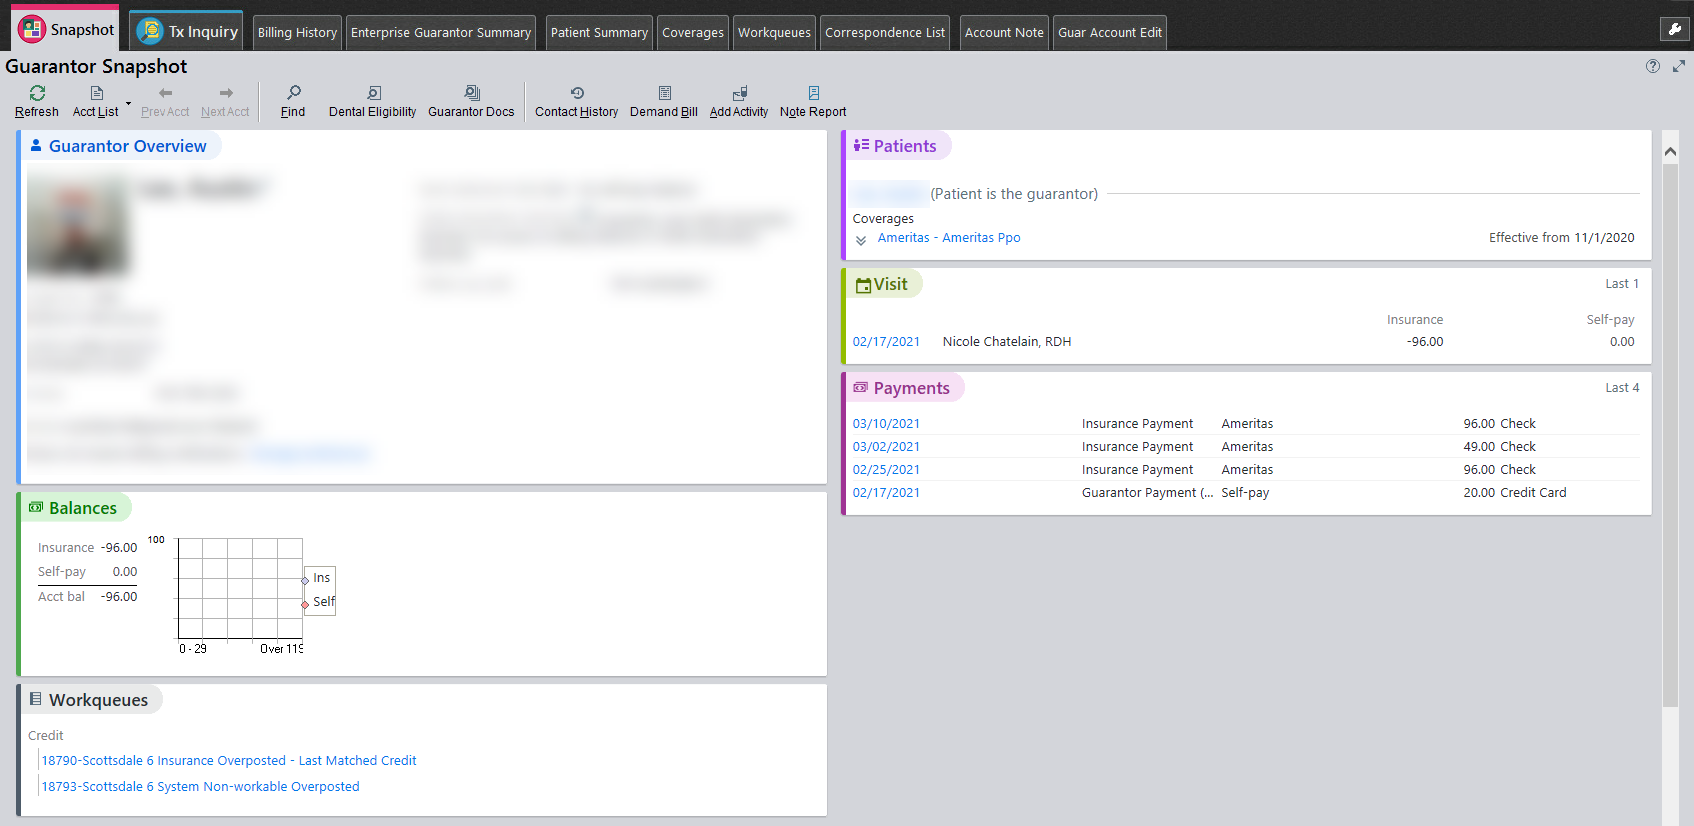 Snapshot
Tx Inquiry
Billing History
Enterprise Guarantor Summary
Patient Summary
Coverages
Workqueues
Correspondence List
Account Note
Guar Account Edit
Guarantor Snapshot
Refresh
Acct List
Prev Acct
Next Acct
Find
Dental Eligibility
Guarantor Docs
Contact History
Demand Bill
Add Activity
Note Report
Guarantor Overview
Balances
Insurance -96.00
Self-pay 0.00
Acct bal -96.00
100
Ins
Self
0 - 29 Over 119
Workqueues
Credit
18790-Scottsdale 6 Insurance Overposted - Last Matched Credit
18793-Scottsdale 6 System Non-workable Overposted
Patients
(Patient is the guarantor)
Coverages
Ameritas - Ameritas Ppo Effective from 11/1/2020
Visit Last 1
Insurance Self-pay
02/17/2021 Nicole Chatelain, RDH -96.00 0.00
Payments Last 4
03/10/2021 Insurance Payment Ameritas 96.00 Check
03/02/2021 Insurance Payment Ameritas 49.00 Check
02/25/2021 Insurance Payment Ameritas 96.00 Check
02/17/2021 Guarantor Payment (... Self-pay 20.00 Credit Card